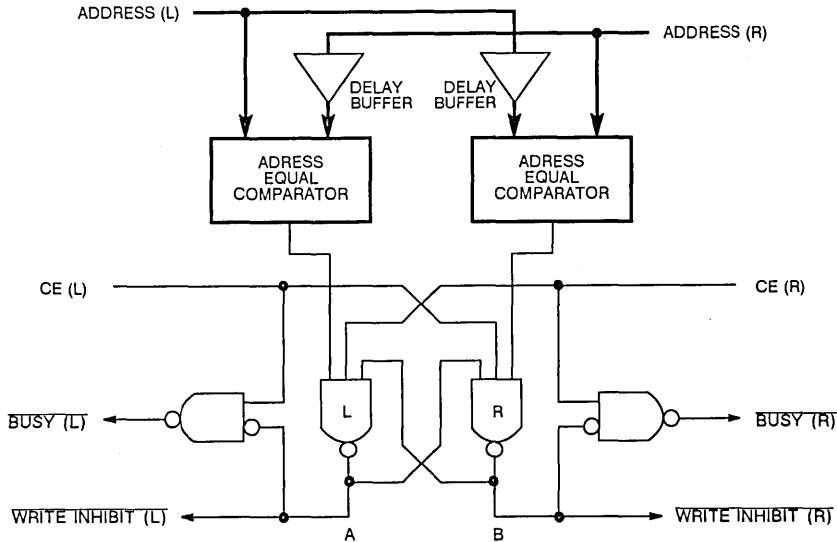 ADDRESS (L)
ADDRESS (R)
DELAY
BUFFER
DELAY
BUFFER
ADRESS
EQUAL
COMPARATOR
ADRESS
EQUAL
COMPARATOR
CE (L)
CE (R)
L
R
BUSY (L)
BUSY (R)
WRITE INHIBIT (L)
A
B
WRITE INHIBIT (R)